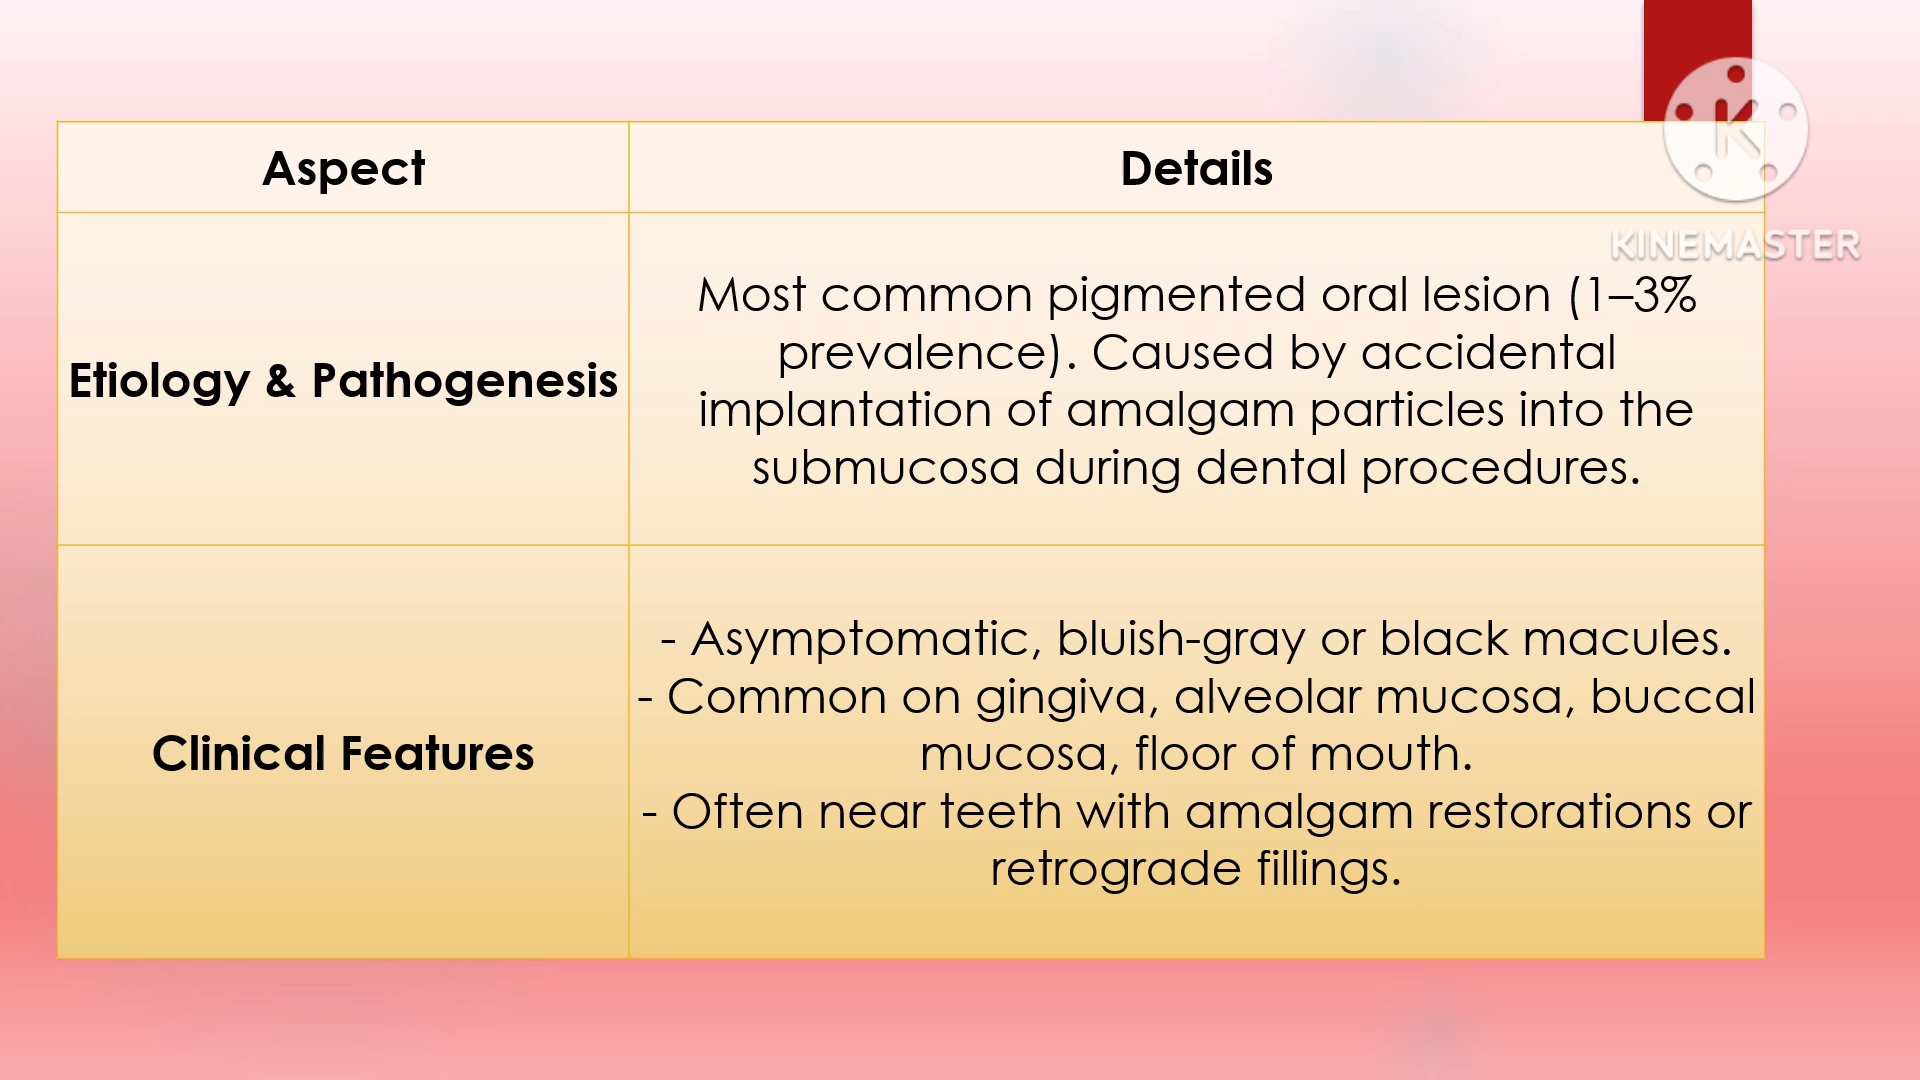 Aspect
Details
Etiology & Pathogenesis
Most common pigmented oral lesion (1–3%
prevalence). Caused by accidental
implantation of amalgam particles into the
submucosa during dental procedures.
Clinical Features
- Asymptomatic, bluish-gray or black macules.
- Common on gingiva, alveolar mucosa, buccal
mucosa, floor of mouth.
- Often near teeth with amalgam restorations or
retrograde fillings.
K
KINEMASTER